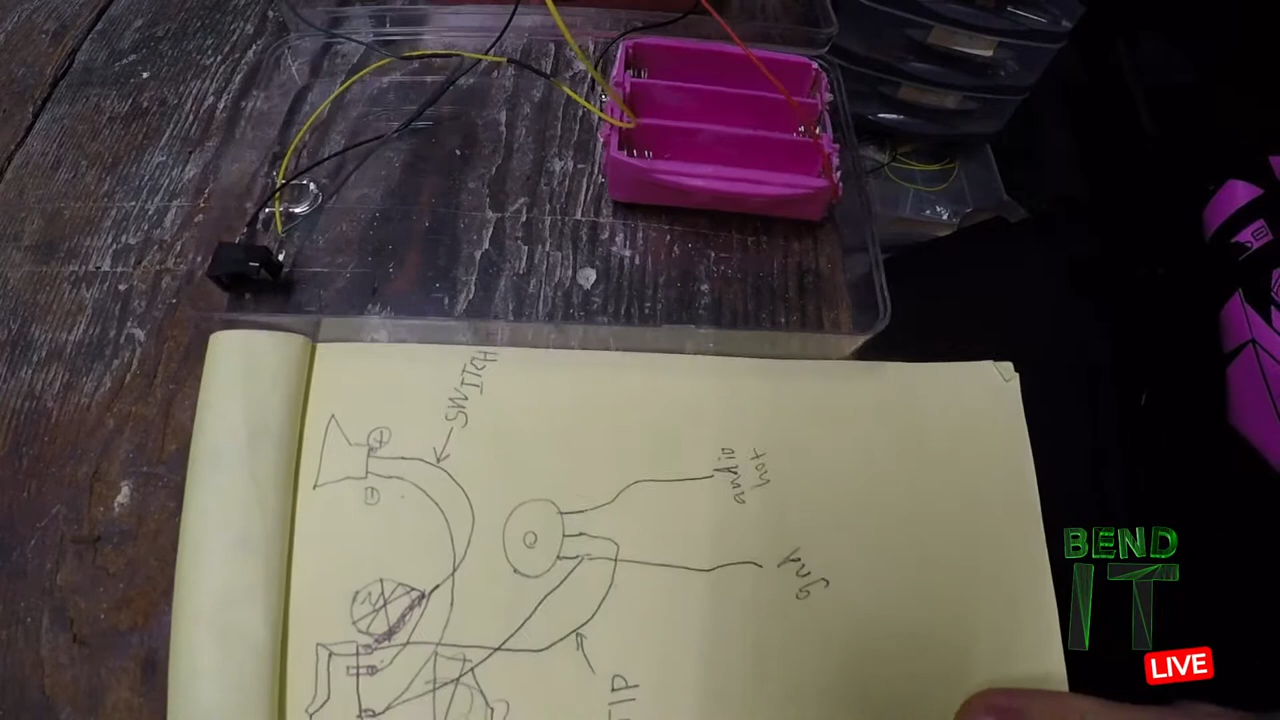 SWITCH
+
-
audio
hot
gnd
TIP
BEND
IT
LIVE